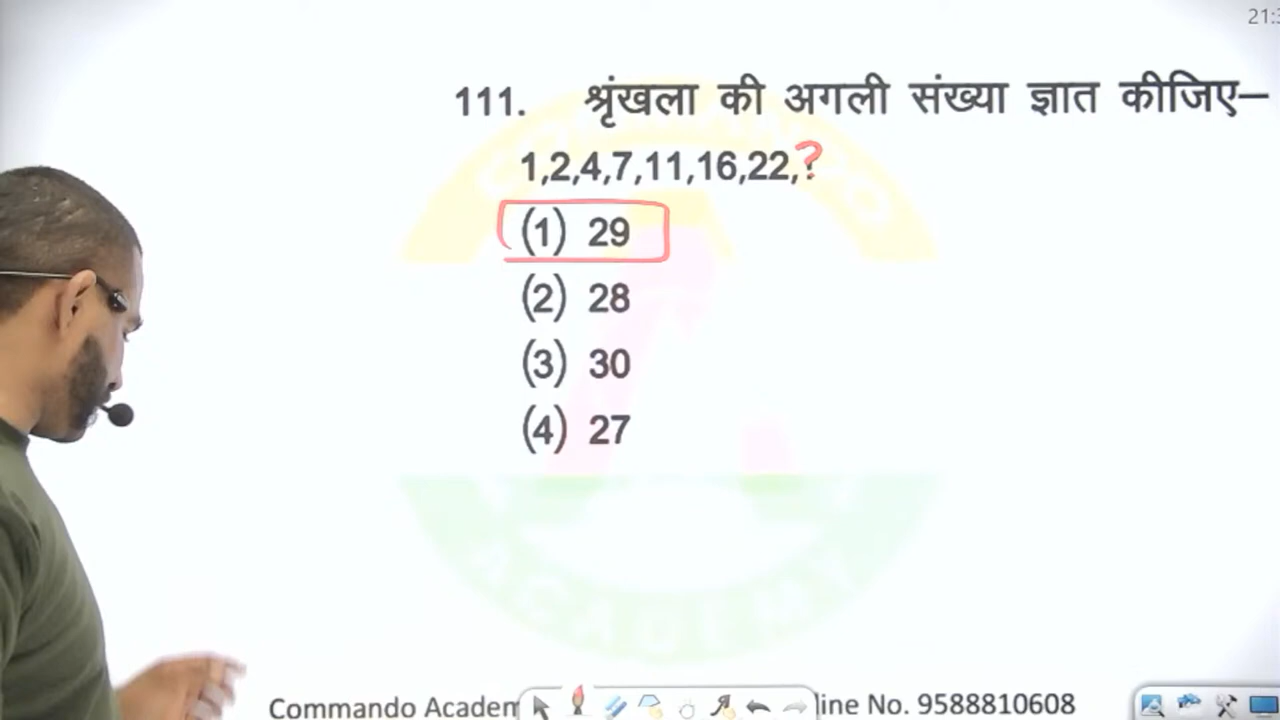 21:3
111. श्रृंखला की अगली संख्या ज्ञात कीजिए–
1,2,4,7,11,16,22,?
(1) 29
(2) 28
(3) 30
(4) 27
ACADEMY
Commando Academ line No. 9588810608